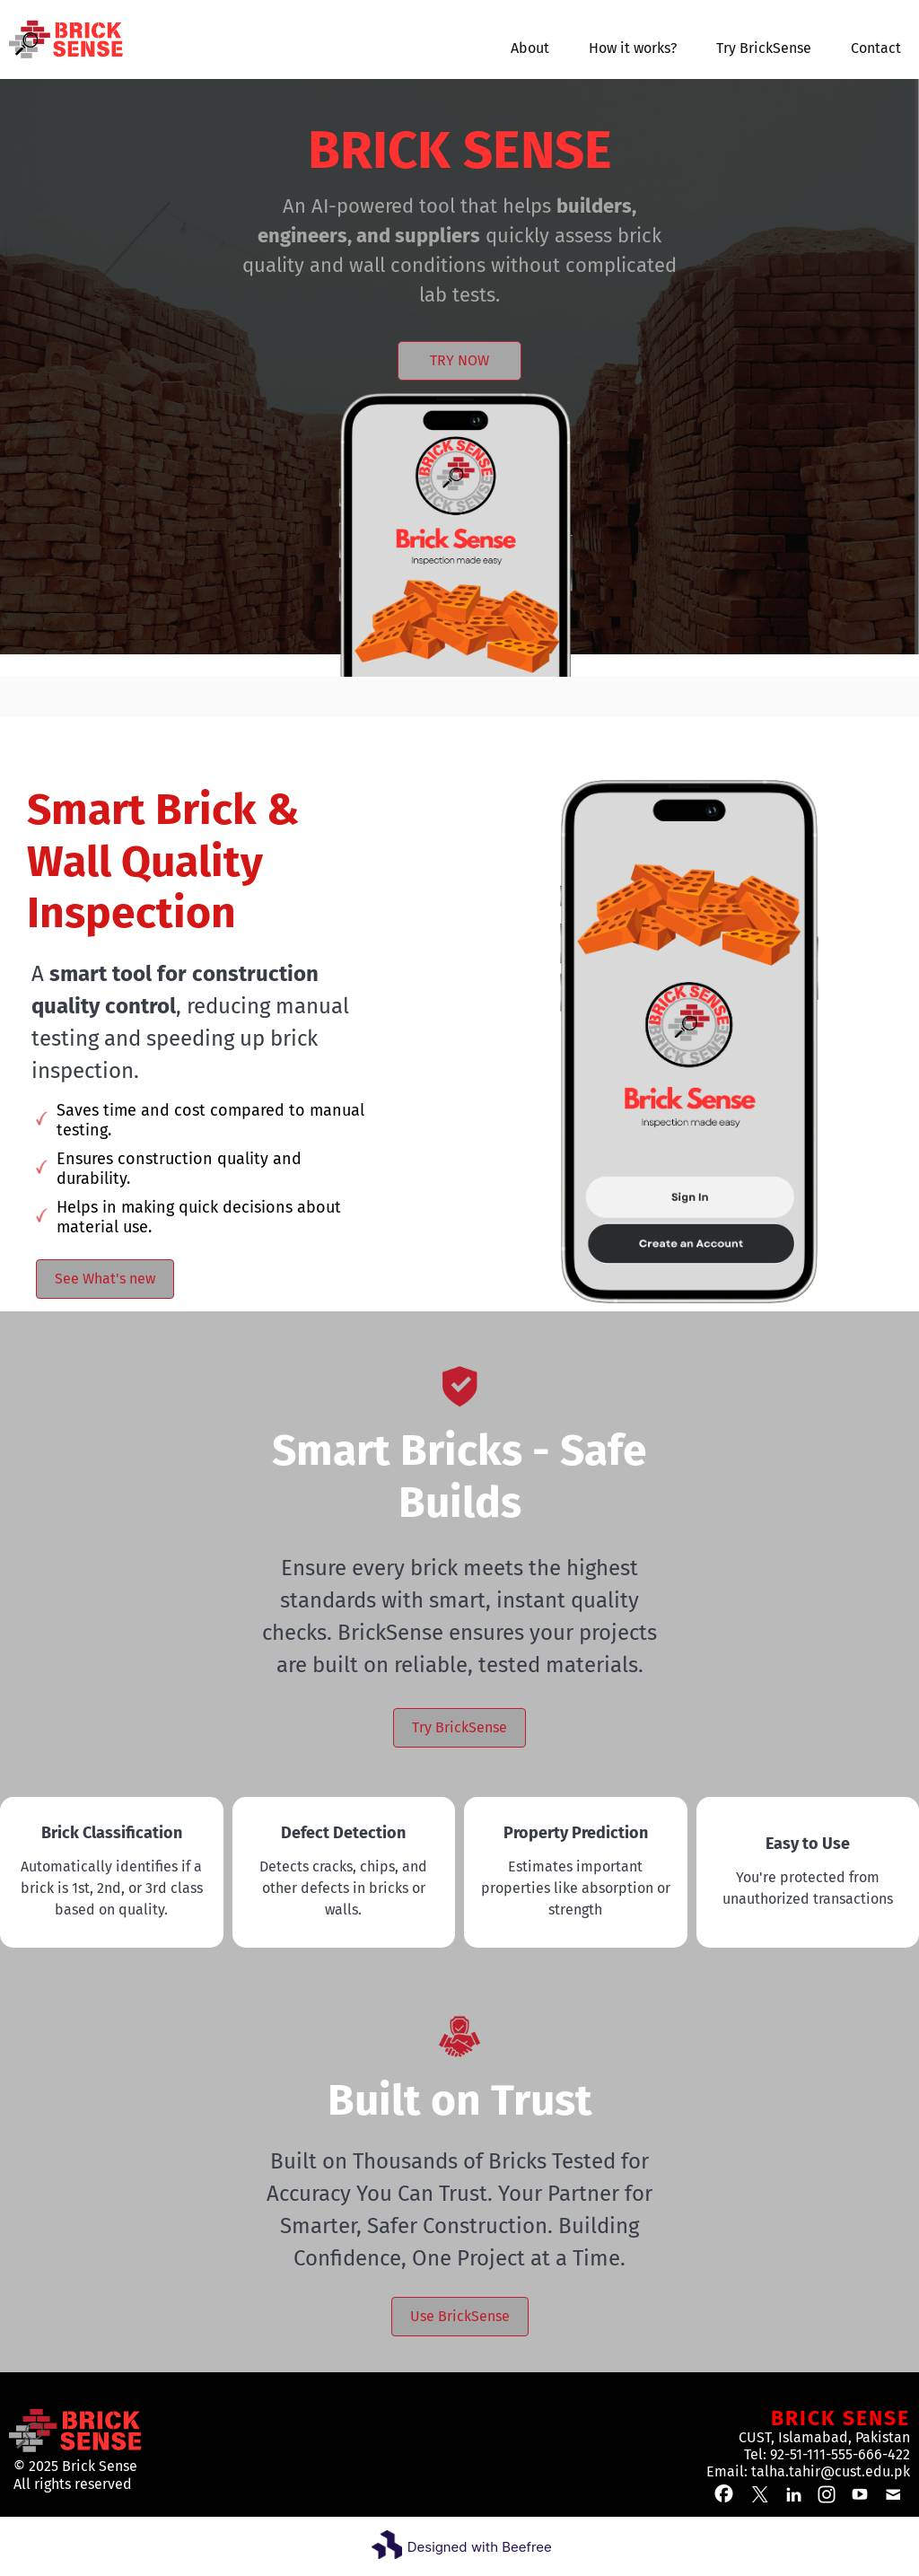 BRICK
SENSE
About How it works? Try BrickSense Contact
BRICK SENSE
An AI-powered tool that helps builders,
engineers, and suppliers quickly assess brick
quality and wall conditions without complicated
lab tests.
TRY NOW
BRICK SENSE
BRICK SENSE
Brick Sense
Inspection made easy
Smart Brick &
Wall Quality
Inspection
A smart tool for construction
quality control, reducing manual
testing and speeding up brick
inspection.
Saves time and cost compared to manual
testing.
Ensures construction quality and
durability.
Helps in making quick decisions about
material use.
See What's new
BRICK SENSE
BRICK SENSE
Brick Sense
Inspection made easy
Sign In
Create an Account
Smart Bricks - Safe
Builds
Ensure every brick meets the highest
standards with smart, instant quality
checks. BrickSense ensures your projects
are built on reliable, tested materials.
Try BrickSense
Brick Classification
Automatically identifies if a
brick is 1st, 2nd, or 3rd class
based on quality.
Defect Detection
Detects cracks, chips, and
other defects in bricks or
walls.
Property Prediction
Estimates important
properties like absorption or
strength
Easy to Use
You're protected from
unauthorized transactions
Built on Trust
Built on Thousands of Bricks Tested for
Accuracy You Can Trust. Your Partner for
Smarter, Safer Construction. Building
Confidence, One Project at a Time.
Use BrickSense
BRICK
SENSE
© 2025 Brick Sense
All rights reserved
BRICK SENSE
CUST, Islamabad, Pakistan
Tel: 92-51-111-555-666-422
Email: talha.tahir@cust.edu.pk
Designed with Beefree